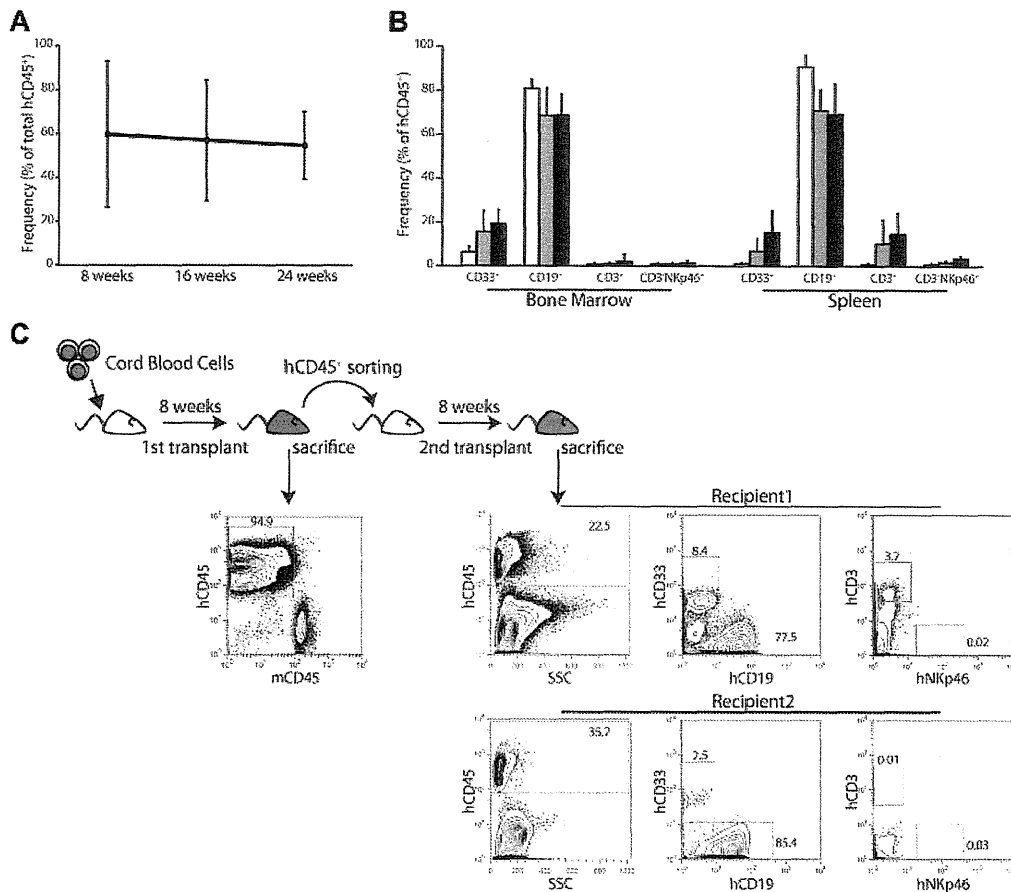 A
Frequency (% of total hCD45⁺)
100
80
60
40
20
0
8 weeks 16 weeks 24 weeks
B
Frequency (% of hCD45⁺)
100
80
60
40
20
0
CD33⁺ CD19⁺ CD3⁺ CD3⁻NKp46⁺ CD33⁺ CD19⁺ CD3⁺ CD3⁻NKp46⁺
Bone Marrow Spleen
C
Cord Blood Cells
hCD45⁺ sorting
8 weeks 8 weeks
1st transplant sacrifice 2nd transplant sacrifice
Recipient1
94.9
hCD45
mCD45
22.5
hCD45
SSC
8.4
77.5
hCD33
hCD19
3.7
0.02
hCD3
hNKp46
Recipient2
hCD45
SSC
85.4
hCD33
hCD19
0.01
0.03
hCD3
hNKp46